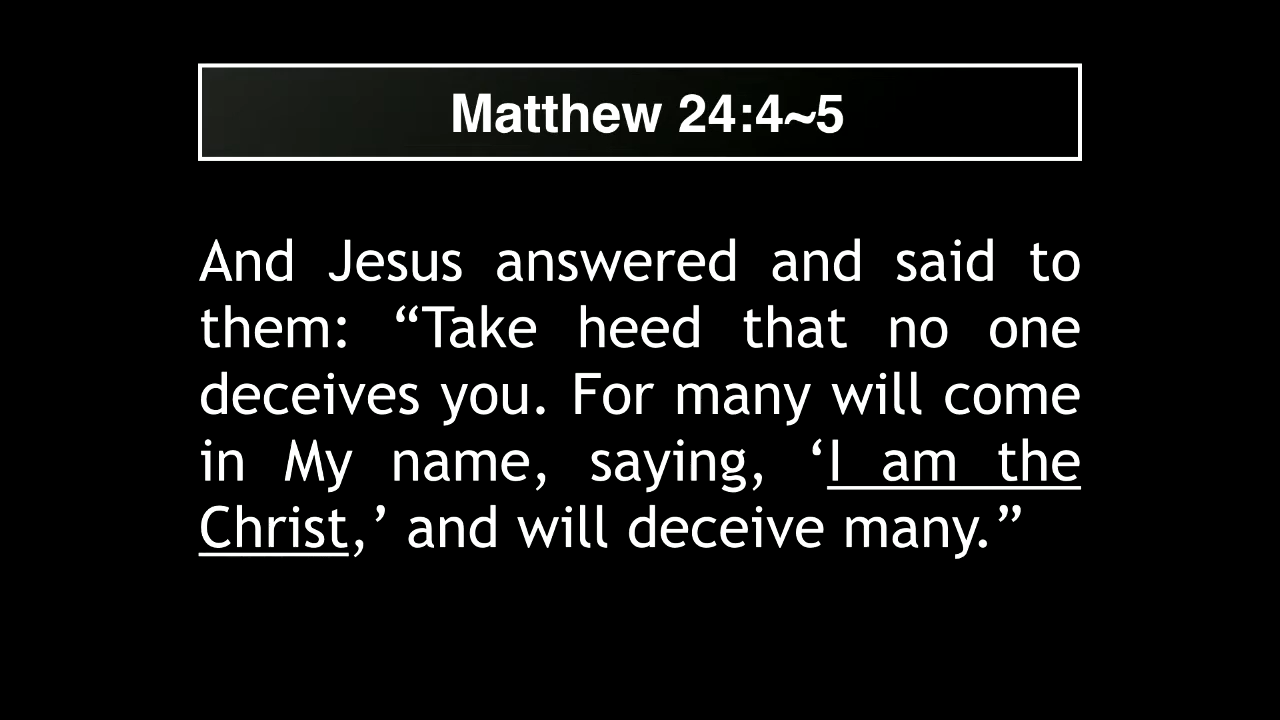 Matthew 24:4~5
And Jesus answered and said to
them: “Take heed that no one
deceives you. For many will come
in My name, saying, ‘I am the
Christ,’ and will deceive many.”